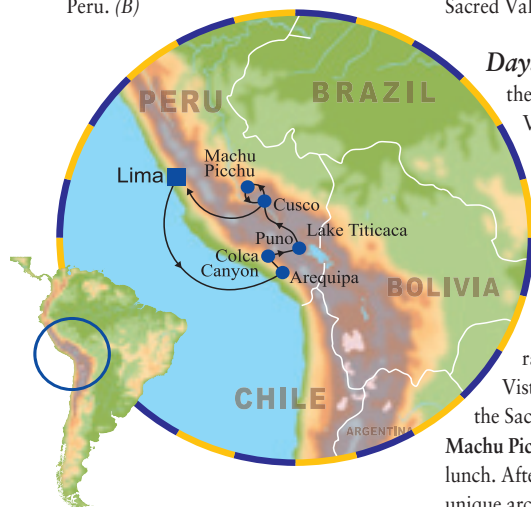 Peru. (B)
Sacred Val
Day
the
V
PERU
BRAZIL
Machu
Picchu
Lima
Cusco
Puno
Lake Titicaca
Colca
Canyon
Arequipa
BOLIVIA
r
Vist
CHILE
the Sac
ARGENTINA
Machu Pic
lunch. Afte
unique arc